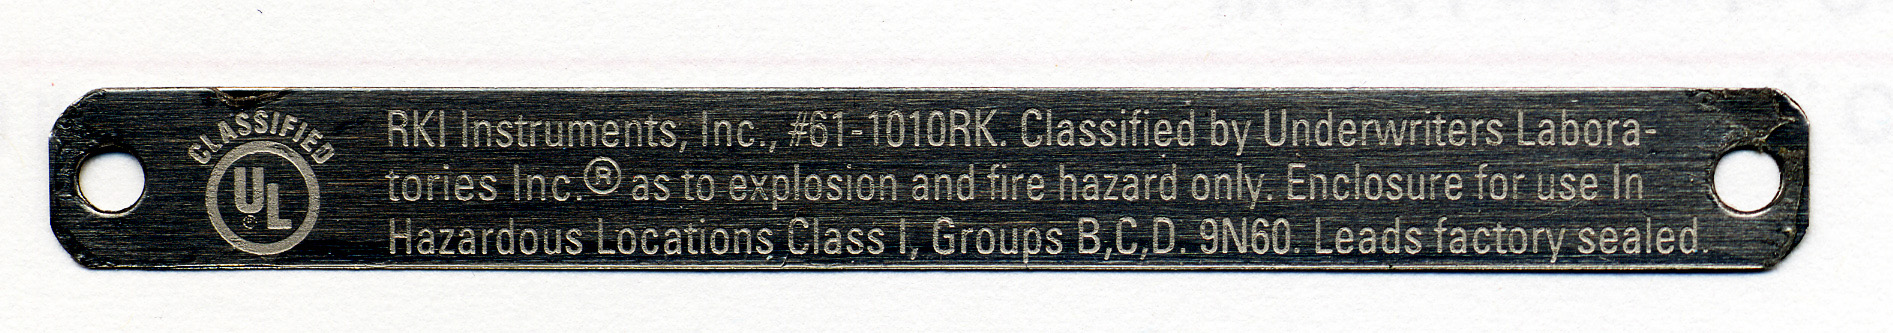 CLASSIFIED
UL ®
RKI Instruments, Inc., #61-1010RK. Classified by Underwriters Labora-
tories Inc.® as to explosion and fire hazard only. Enclosure for use In
Hazardous Locations Class I, Groups B,C,D. 9N60. Leads factory sealed.